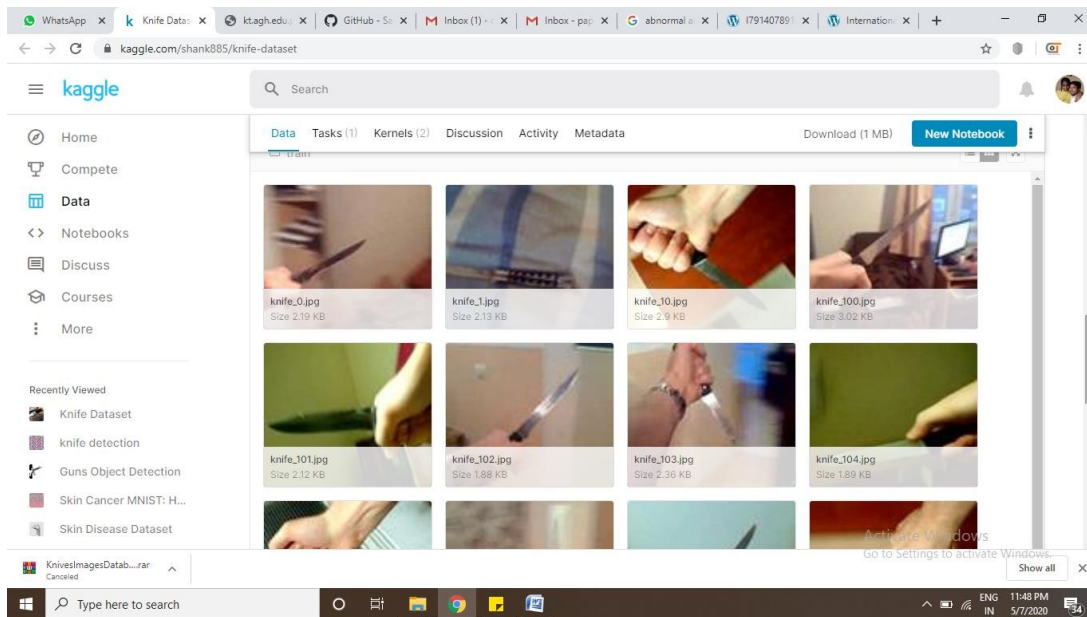 WhatsApp
Knife Datas
kt.agh.edu.
GitHub - Sa
Inbox (1) -
Inbox - pap
abnormal a
I791407891
Internation
kaggle.com/shank885/knife-dataset
kaggle
Search
Home
Compete
Data
Notebooks
Discuss
Courses
More
Recently Viewed
Knife Dataset
knife detection
Guns Object Detection
Skin Cancer MNIST: H...
Skin Disease Dataset
Data Tasks (1) Kernels (2) Discussion Activity Metadata Download (1 MB) New Notebook
train
knife_0.jpg
Size 2.19 KB
knife_1.jpg
Size 2.13 KB
knife_10.jpg
Size 2.9 KB
knife_100.jpg
Size 3.02 KB
knife_101.jpg
Size 2.12 KB
knife_102.jpg
Size 1.88 KB
knife_103.jpg
Size 2.36 KB
knife_104.jpg
Size 1.89 KB
Activate Windows
Go to Settings to activate Windows.
KnivesImagesDatab....rar
Canceled
Show all
Type here to search
ENG
IN
11:48 PM
5/7/2020
34